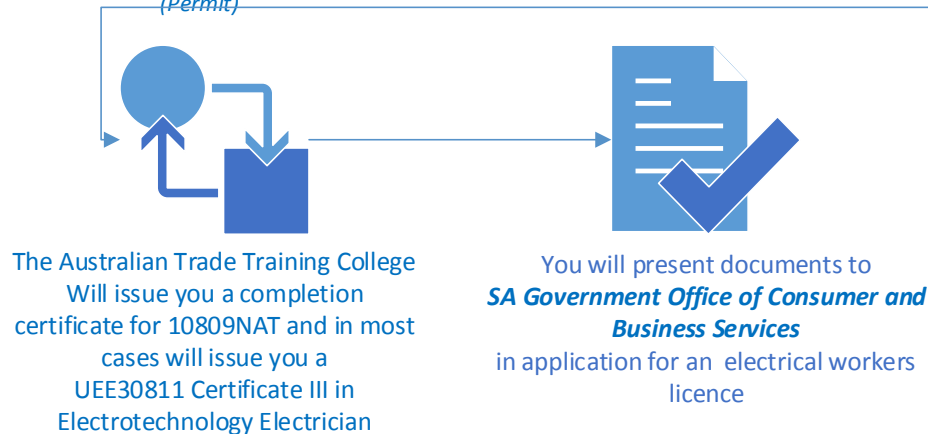 (Permit)
The Australian Trade Training College
Will issue you a completion
certificate for 10809NAT and in most
cases will issue you a
UEE30811 Certificate III in
Electrotechnology Electrician
You will present documents to
SA Government Office of Consumer and
Business Services
in application for an electrical workers
licence